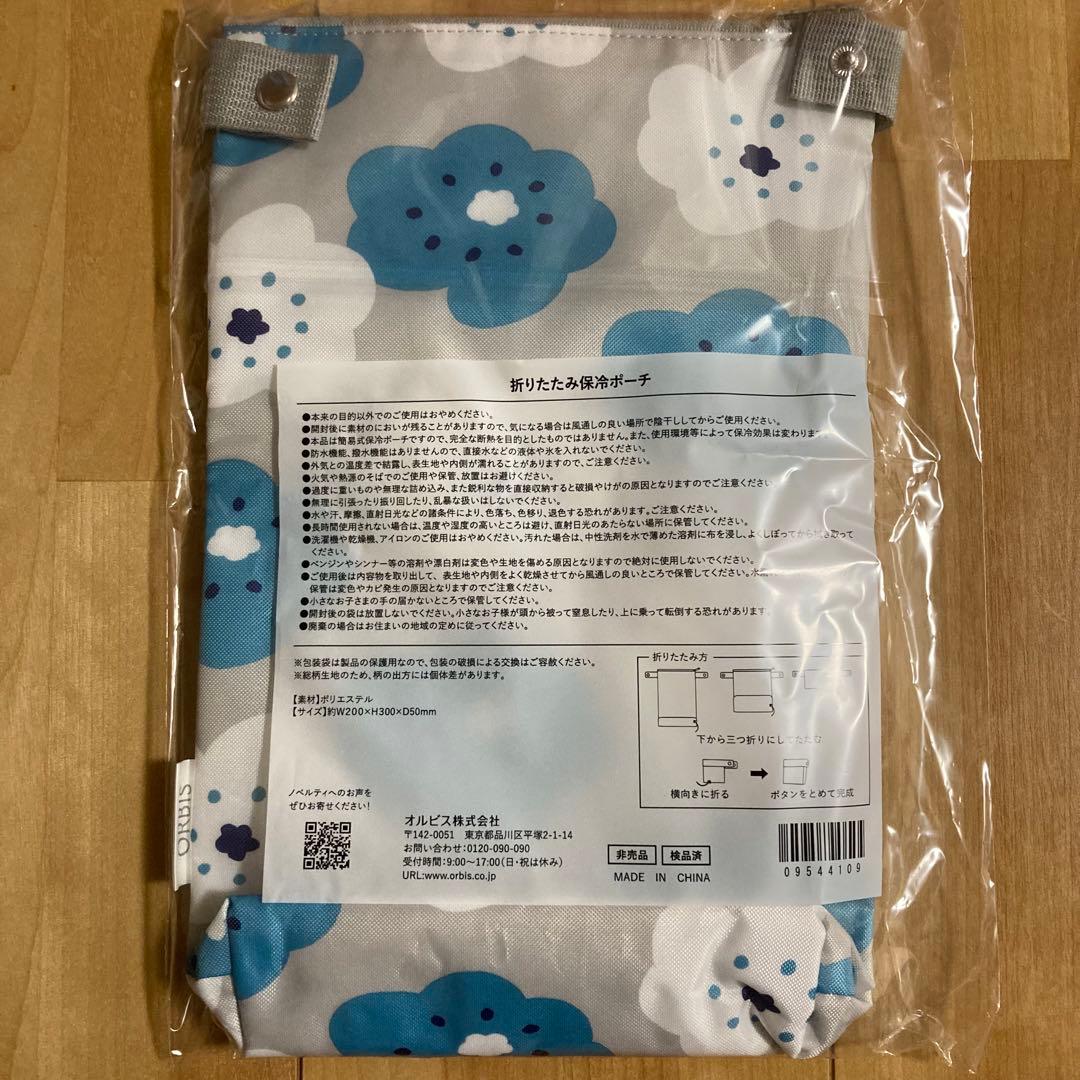 折りたたみ保冷ポーチ
●本来の目的以外でのご使用はおやめください。
●開封後に素材のにおいが残ることがありますので、気になる場合は風通しの良い場所で陰干ししてからご使用ください。
●本品は簡易式保冷ポーチですので、完全な断熱を目的としたものではありません。また、使用環境等によって保冷効果は変わります
●防水機能、撥水機能はありませんので、直接水などの液体や氷を入れないでください。
●外気との温度差で結露し、表生地や内側が濡れることがありますので、ご注意ください。
●火気や熱源のそばでのご使用や保管、放置はお避けください。
●過度に重いものや無理な詰め込み、また鋭利な物を直接収納すると破損やけがの原因となりますのでご注意ください
●無理に引張ったり振り回したり、乱暴な扱いはしないでください。
●水や汗、摩擦、直射日光などの諸条件により、色落ち、色移り、退色する恐れがあります。ご注意ください。
●長時間使用されない場合は、温度や湿度の高いところは避け、直射日光のあたらない場所に保管してください。
●洗濯機や乾燥機、アイロンのご使用はおやめください。汚れた場合は、中性洗剤を水で薄めた溶剤に布を浸し、よくしぼってから拭き取って
ください。
●ベンジンやシンナー等の溶剤や漂白剤は変色や生地を傷める原因となりますので絶対に使用しないでください。
●ご使用後は内容物を取り出して、表生地や内側をよく乾燥させてから風通しの良いところで保管してください。
保管は変色やカビ発生の原因となりますのでご注意ください。
●小さなお子さまの手の届かないところで保管してください。
●開封後の袋は放置しないでください。小さなお子様が頭から被って窒息したり、上に乗って転倒する恐れがあります。
●廃棄の場合はお住まいの地域の定めに従ってください。
※包装袋は製品の保護用なので、包装の破損による交換はご容赦ください。
※総柄生地のため、柄の出方には個体差があります。
【素材】ポリエステル
【サイズ】約W200×H300×D50mm
折りたたみ方
下から三つ折りにしてたたむ
横向きに折る
ボタンをとめて完成
ノベルティへのお声を
ぜひお寄せください!
オルビス株式会社
〒142-0051 東京都品川区平塚2-1-14
お問い合わせ:0120-090-090
受付時間:9:00～17:00(日・祝は休み)
URL:www.orbis.co.jp
非売品 検品済
MADE IN CHINA
09544109
ORBIS